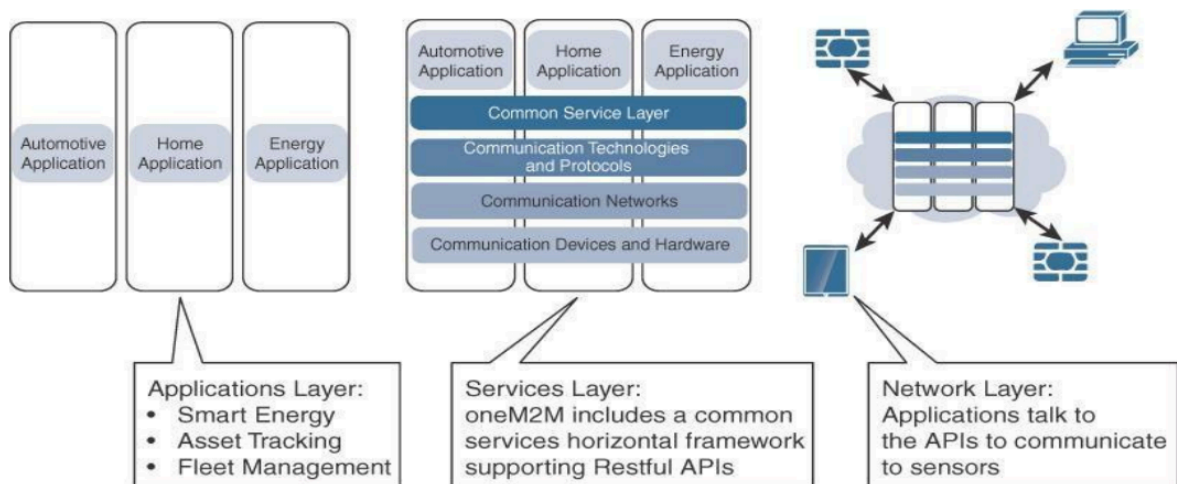 Automotive
Application
Home
Application
Energy
Application
Automotive
Application
Home
Application
Energy
Application
Common Service Layer
Communication Technologies
and Protocols
Communication Networks
Communication Devices and Hardware
Applications Layer:
• Smart Energy
• Asset Tracking
• Fleet Management
Services Layer:
oneM2M includes a common
services horizontal framework
supporting Restful APIs
Network Layer:
Applications talk to
the APIs to communicate
to sensors